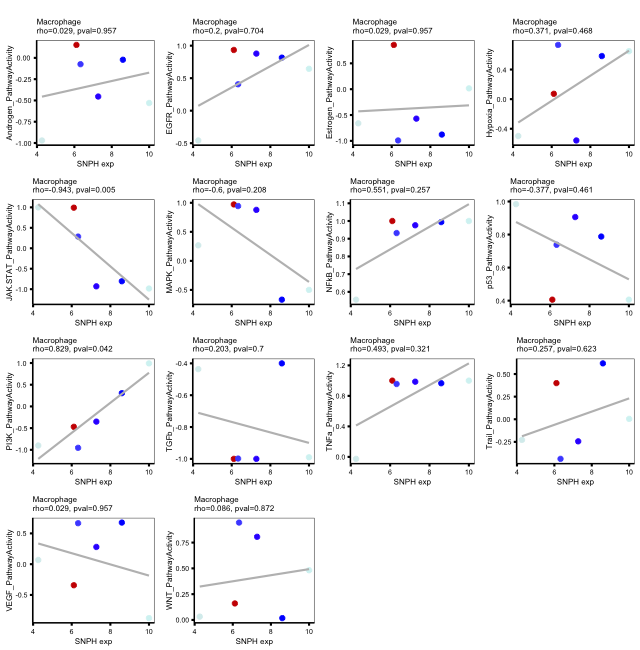 Macrophage
rho=0.029, pval=0.957
Androgen_PathwayActivity
0.00
-0.25
-0.50
-0.75
-1.00
4 6 8 10
SNPH exp
Macrophage
rho=0.2, pval=0.704
EGFR_PathwayActivity
1.0
0.5
0.0
-0.5
4 6 8 10
SNPH exp
Macrophage
rho=0.029, pval=0.957
Estrogen_PathwayActivity
0.5
0.0
-0.5
-1.0
4 6 8 10
SNPH exp
Macrophage
rho=0.371, pval=0.468
Hypoxia_PathwayActivity
0.4
0.0
-0.4
4 6 8 10
SNPH exp
Macrophage
rho=-0.943, pval=0.005
JAK.STAT_PathwayActivity
1.0
0.5
0.0
-0.5
-1.0
4 6 8 10
SNPH exp
Macrophage
rho=-0.6, pval=0.208
MAPK_PathwayActivity
1.0
0.5
0.0
-0.5
4 6 8 10
SNPH exp
Macrophage
rho=0.551, pval=0.257
NFkB_PathwayActivity
1.1
1.0
0.9
0.8
0.7
0.6
4 6 8 10
SNPH exp
Macrophage
rho=-0.377, pval=0.461
p53_PathwayActivity
1.0
0.8
0.6
0.4
4 6 8 10
SNPH exp
Macrophage
rho=0.829, pval=0.042
PI3K_PathwayActivity
1.0
0.5
0.0
-0.5
-1.0
4 6 8 10
SNPH exp
Macrophage
rho=0.203, pval=0.7
TGFb_PathwayActivity
-0.4
-0.6
-0.8
-1.0
4 6 8 10
SNPH exp
Macrophage
rho=0.493, pval=0.321
TNFa_PathwayActivity
1.2
0.8
0.4
0.0
4 6 8 10
SNPH exp
Macrophage
rho=0.257, pval=0.623
Trail_PathwayActivity
0.50
0.25
0.00
-0.25
4 6 8 10
SNPH exp
Macrophage
rho=0.029, pval=0.957
VEGF_PathwayActivity
0.5
0.0
-0.5
4 6 8 10
SNPH exp
Macrophage
rho=0.086, pval=0.872
WNT_PathwayActivity
0.75
0.50
0.25
0.00
4 6 8 10
SNPH exp